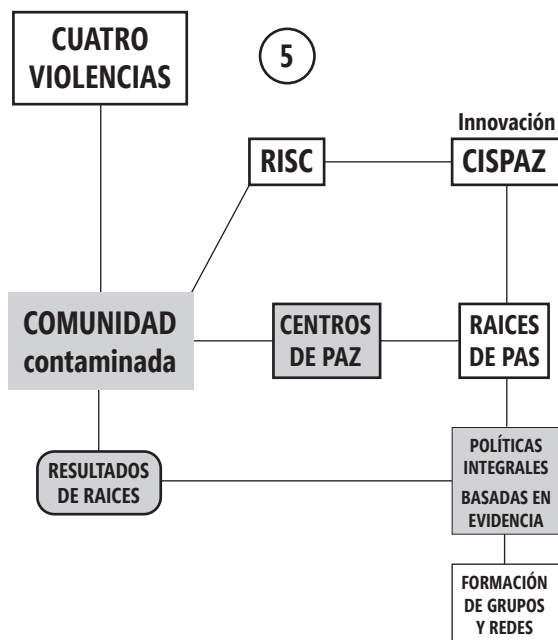 CUATRO
VIOLENCIAS
5
Innovación
RISC
CISPAZ
COMUNIDAD
contaminada
CENTROS
DE PAZ
RAICES
DE PAS
RESULTADOS
DE RAICES
POLÍTICAS
INTEGRALES
BASADAS EN
EVIDENCIA
FORMACIÓN
DE GRUPOS
Y REDES